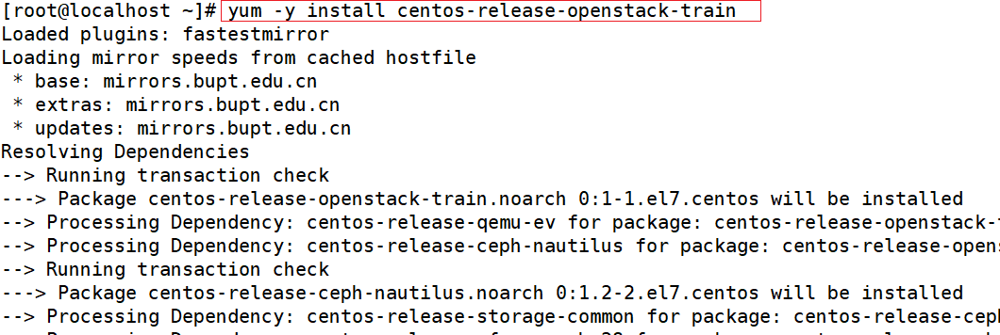 [root@localhost ~]# yum -y install centos-release-openstack-train
Loaded plugins: fastestmirror
Loading mirror speeds from cached hostfile
 * base: mirrors.bupt.edu.cn
 * extras: mirrors.bupt.edu.cn
 * updates: mirrors.bupt.edu.cn
Resolving Dependencies
--> Running transaction check
---> Package centos-release-openstack-train.noarch 0:1-1.el7.centos will be installed
--> Processing Dependency: centos-release-qemu-ev for package: centos-release-openstack-
--> Processing Dependency: centos-release-ceph-nautilus for package: centos-release-opens
--> Running transaction check
---> Package centos-release-ceph-nautilus.noarch 0:1.2-2.el7.centos will be installed
--> Processing Dependency: centos-release-storage-common for package: centos-release-cep